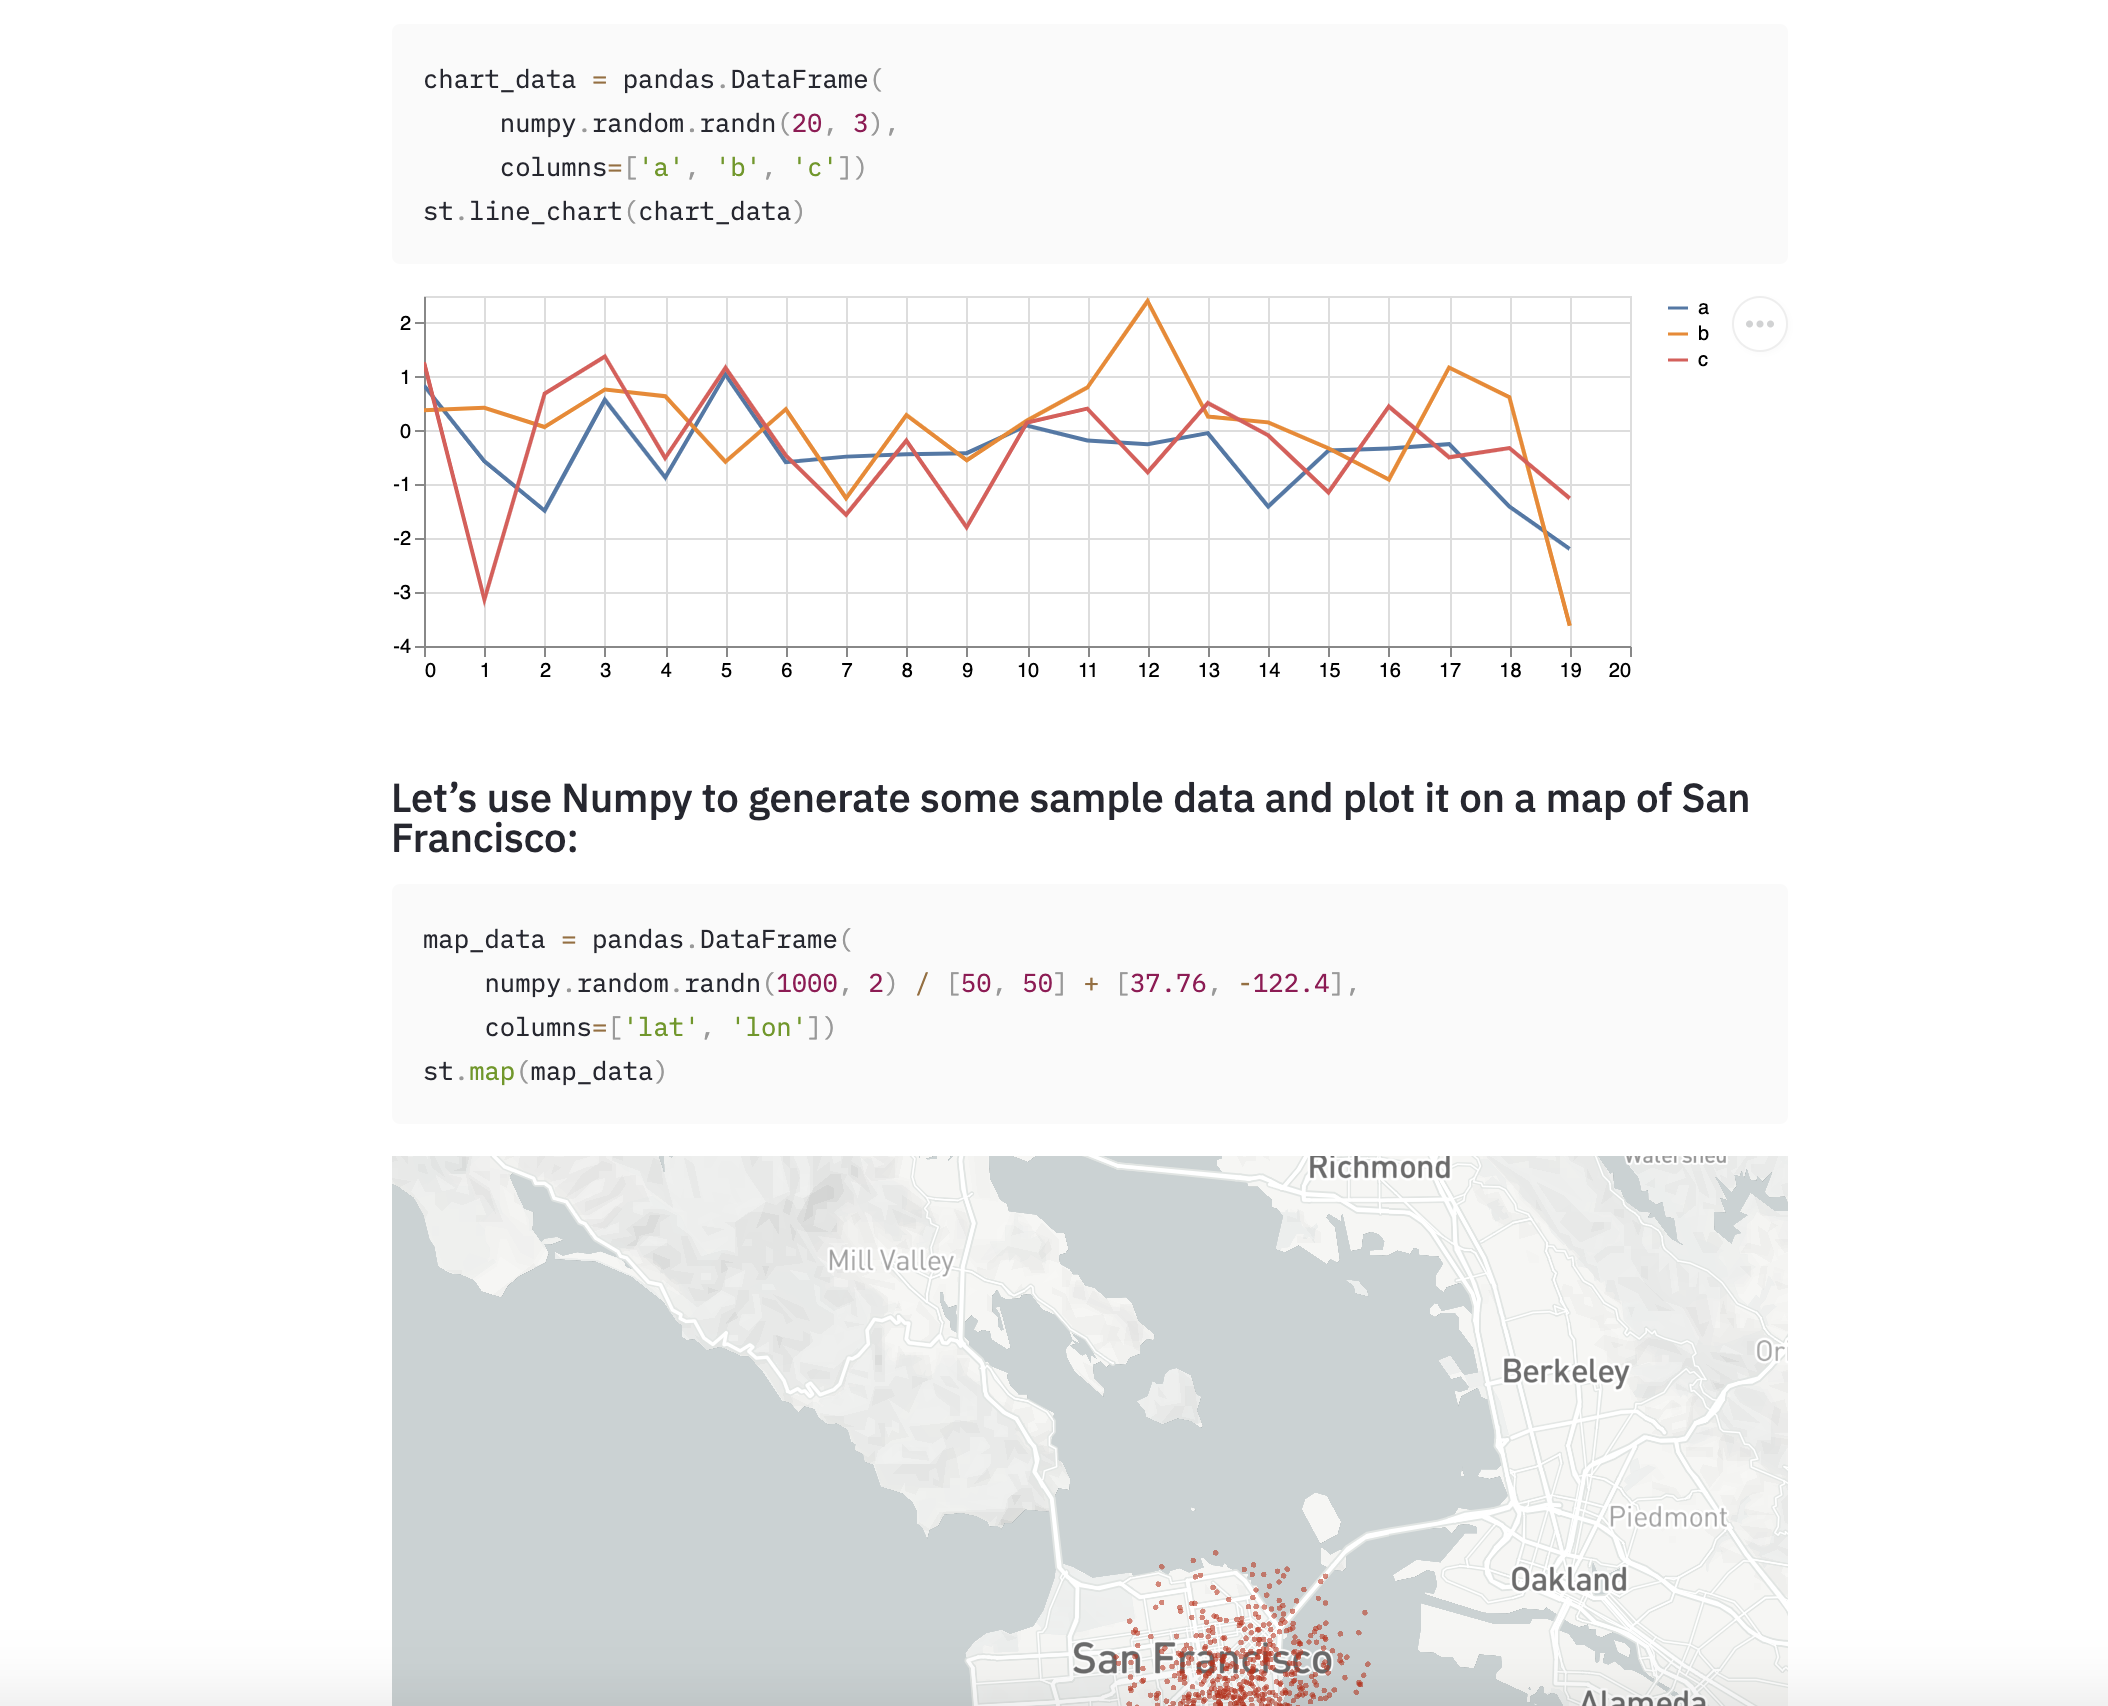 chart_data = pandas.DataFrame(
numpy.random.randn(20, 3),
columns=['a', 'b', 'c'])
st.line_chart(chart_data)
a
b
c
2
1
0
-1
-2
-3
-4
0 1 2 3 4 5 6 7 8 9 10 11 12 13 14 15 16 17 18 19 20
Let’s use Numpy to generate some sample data and plot it on a map of San
Francisco:
map_data = pandas.DataFrame(
numpy.random.randn(1000, 2) / [50, 50] + [37.76, -122.4],
columns=['lat', 'lon'])
st.map(map_data)
Richmond
Watershed
Mill Valley
Berkeley
Piedmont
Oakland
San Francisco
Alameda